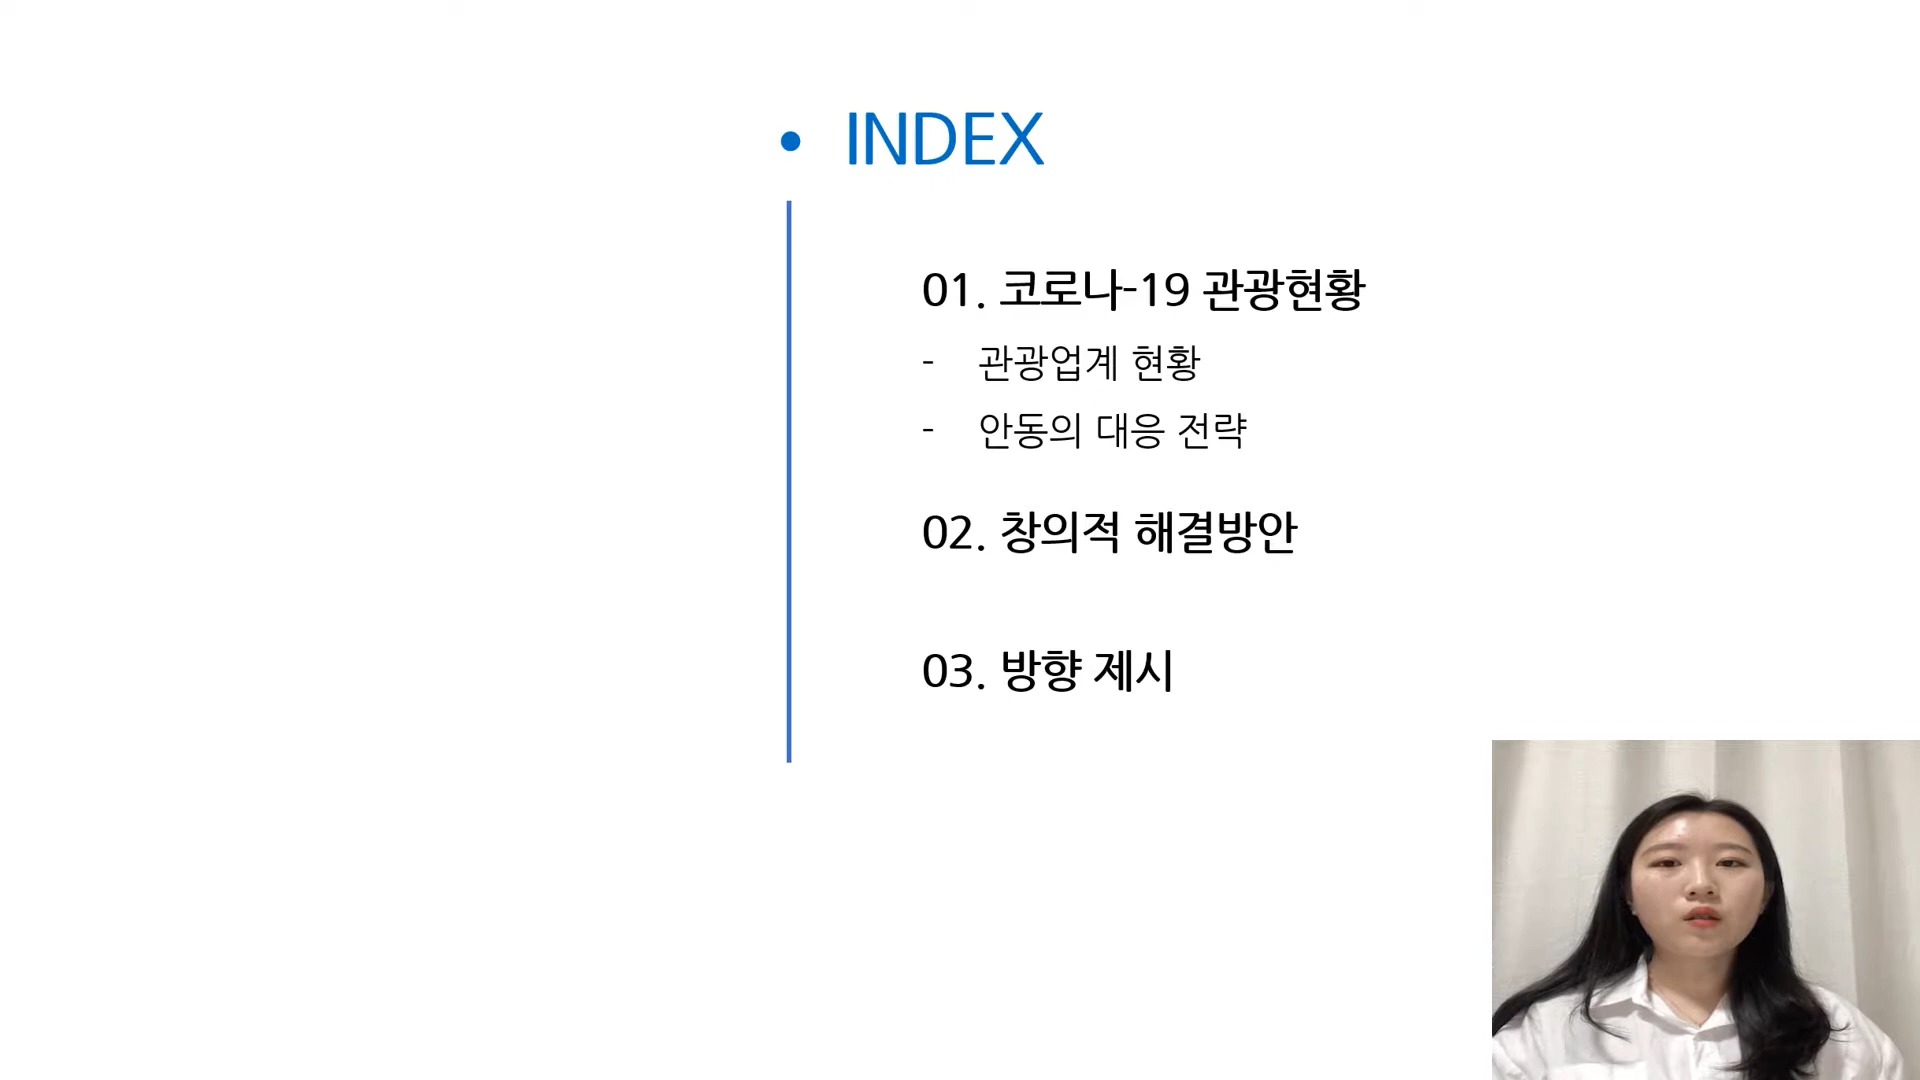 • INDEX
01. 코로나-19 관광현황
- 관광업계 현황
- 안동의 대응 전략
02. 창의적 해결방안
03. 방향 제시